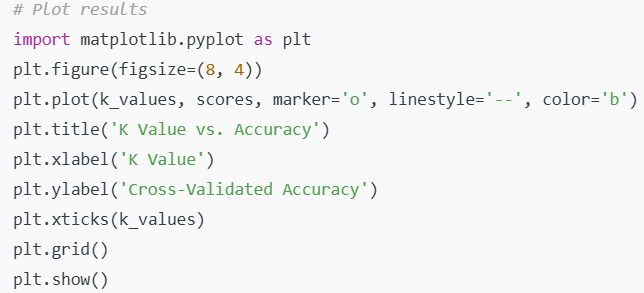 # Plot results
import matplotlib.pyplot as plt
plt.figure(figsize=(8, 4))
plt.plot(k_values, scores, marker='o', linestyle='--', color='b')
plt.title('K Value vs. Accuracy')
plt.xlabel('K Value')
plt.ylabel('Cross-Validated Accuracy')
plt.xticks(k_values)
plt.grid()
plt.show()